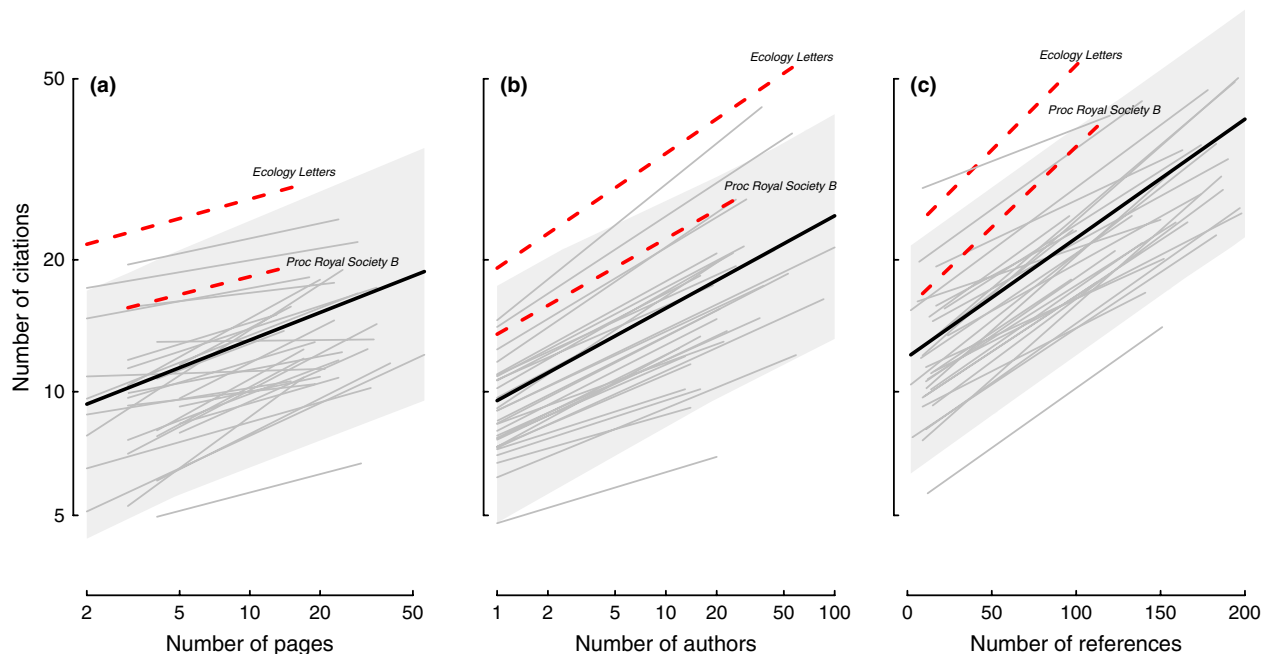 Ecology Letters
Ecology Letters
50
(a)
(b)
(c)
Proc Royal Society B
Ecology Letters
Proc Royal Society B
Number of citations
20
Proc Royal Society B
10
5
2 5 10 20 50
1 2 5 10 20 50 100
0 50 100 150 200
Number of pages
Number of authors
Number of references